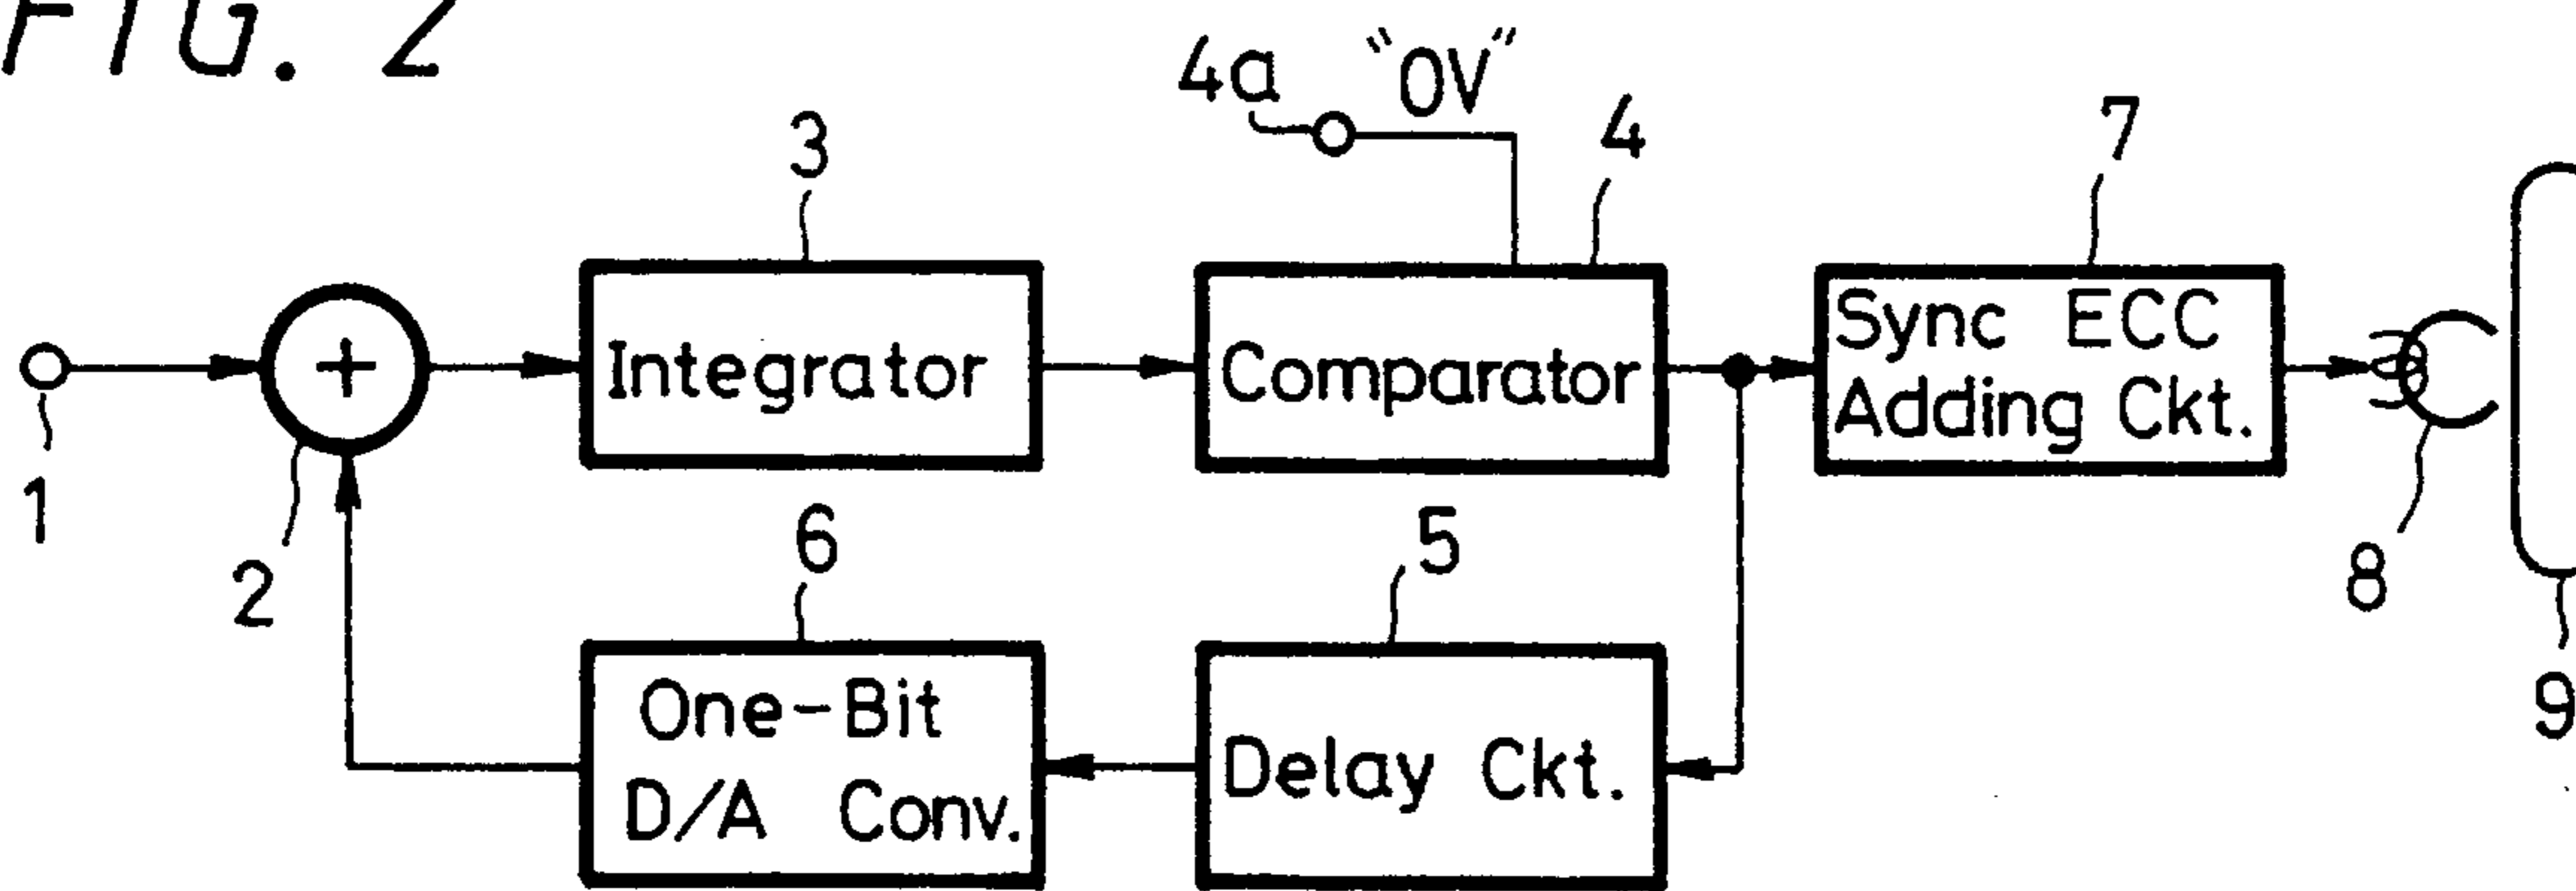 FIG. 2
4a "0V"
3
4
7
1
2
Integrator
Comparator
Sync ECC
Adding Ckt.
8
9
6
5
One-Bit
D/A Conv.
Delay Ckt.
+